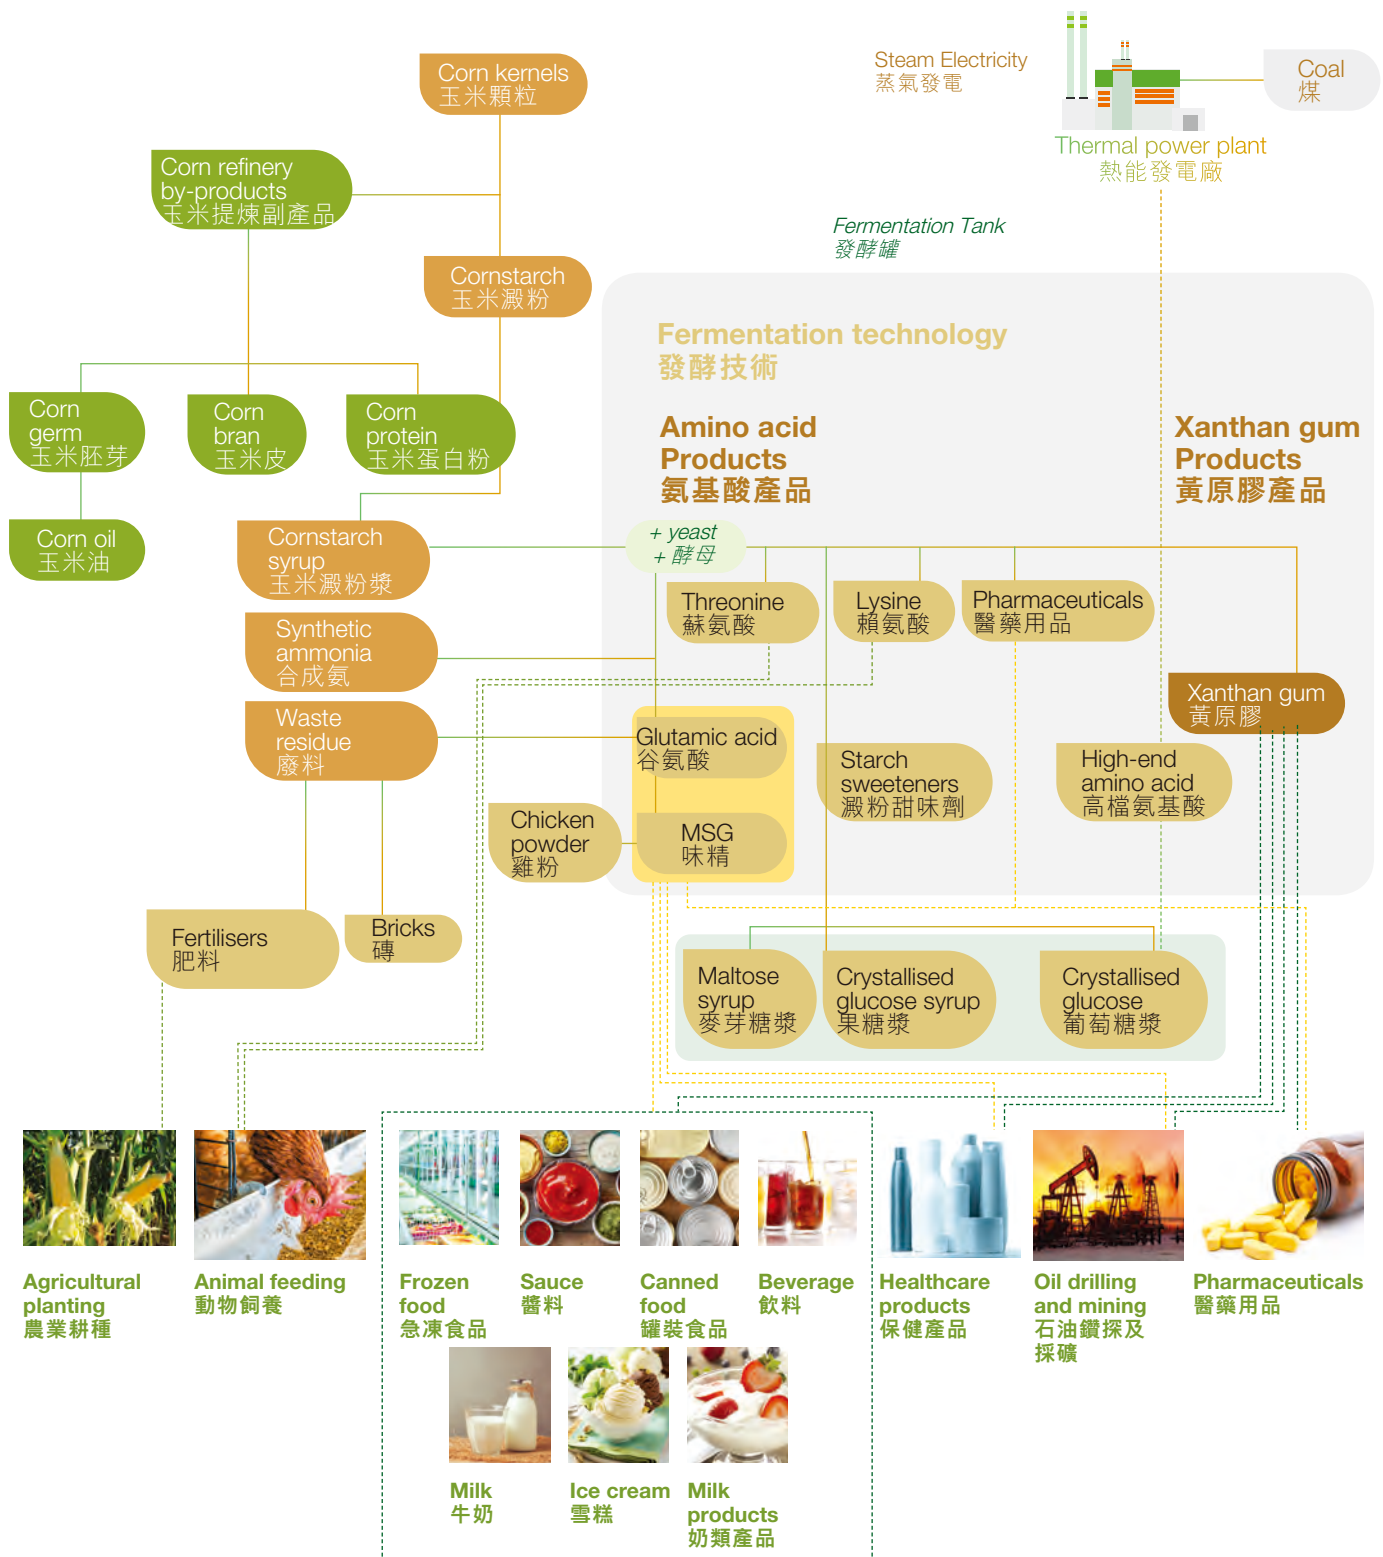 Steam Electricity
蒸氣發電
Coal
煤
Thermal power plant
熱能發電廠
Corn kernels
玉米顆粒
Corn refinery
by-products
玉米提煉副產品
Fermentation Tank
發酵罐
Cornstarch
玉米澱粉
Fermentation technology
發酵技術
Corn
germ
玉米胚芽
Corn
bran
玉米皮
Corn
protein
玉米蛋白粉
Amino acid
Products
氨基酸產品
Xanthan gum
Products
黃原膠產品
Corn oil
玉米油
Cornstarch
syrup
玉米澱粉漿
+ yeast
+ 酵母
Threonine
蘇氨酸
Lysine
賴氨酸
Pharmaceuticals
醫藥用品
Synthetic
ammonia
合成氨
Xanthan gum
黃原膠
Waste
residue
廢料
Glutamic acid
谷氨酸
Starch
sweeteners
澱粉甜味劑
High-end
amino acid
高檔氨基酸
Chicken
powder
雞粉
MSG
味精
Fertilisers
肥料
Bricks
磚
Maltose
syrup
麥芽糖漿
Crystallised
glucose syrup
果糖漿
Crystallised
glucose
葡萄糖漿
Agricultural
planting
農業耕種
Animal feeding
動物飼養
Frozen
food
急凍食品
Sauce
醬料
Canned
food
罐裝食品
Beverage
飲料
Healthcare
products
保健產品
Oil drilling
and mining
石油鑽探及
採礦
Pharmaceuticals
醫藥用品
Milk
牛奶
Ice cream
雪糕
Milk
products
奶類產品